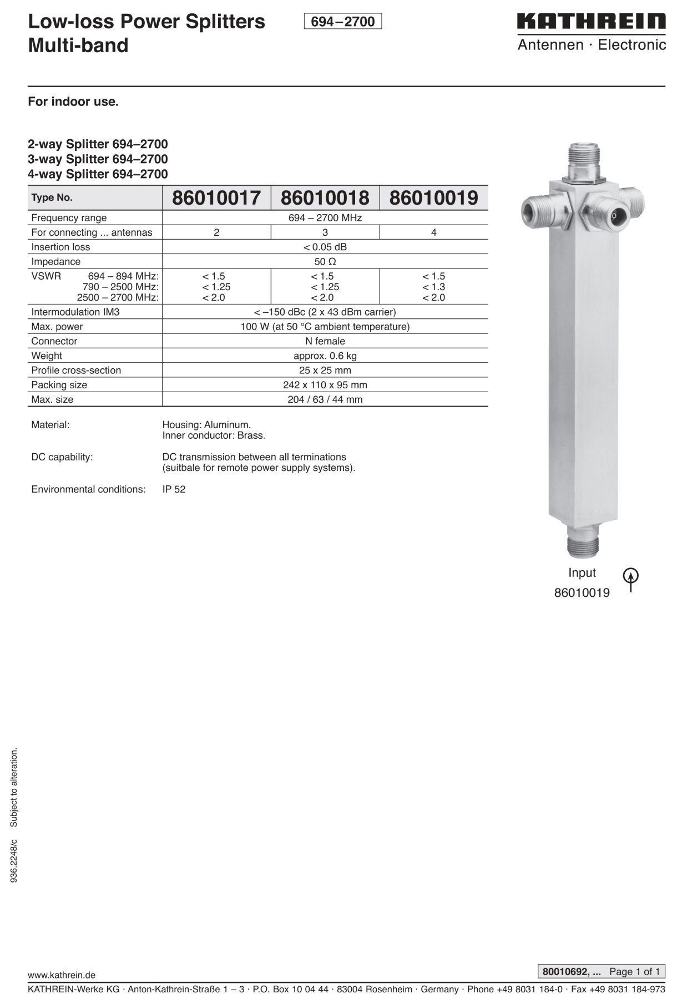 Low-loss Power Splitters
Multi-band
694–2700
KATHREIN
Antennen · Electronic
For indoor use.
2-way Splitter 694–2700
3-way Splitter 694–2700
4-way Splitter 694–2700
Type No. 86010017 86010018 86010019
Frequency range 694 – 2700 MHz
For connecting ... antennas 2 3 4
Insertion loss < 0.05 dB
Impedance 50 Ω
VSWR 694 – 894 MHz: < 1.5 < 1.5 < 1.5
790 – 2500 MHz: < 1.25 < 1.25 < 1.3
2500 – 2700 MHz: < 2.0 < 2.0 < 2.0
Intermodulation IM3 < –150 dBc (2 x 43 dBm carrier)
Max. power 100 W (at 50 °C ambient temperature)
Connector N female
Weight approx. 0.6 kg
Profile cross-section 25 x 25 mm
Packing size 242 x 110 x 95 mm
Max. size 204 / 63 / 44 mm
Material: Housing: Aluminum.
Inner conductor: Brass.
DC capability: DC transmission between all terminations
(suitbale for remote power supply systems).
Environmental conditions: IP 52
Input
86010019
936.2248/c Subject to alteration.
www.kathrein.de
80010692, ... Page 1 of 1
KATHREIN-Werke KG · Anton-Kathrein-Straße 1 – 3 · P.O. Box 10 04 44 · 83004 Rosenheim · Germany · Phone +49 8031 184-0 · Fax +49 8031 184-973